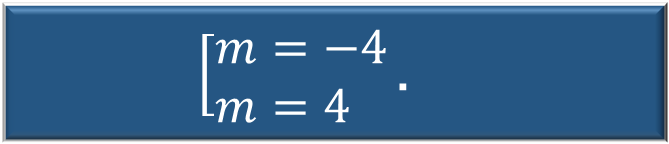 [𝑚 = −4
𝑚 = 4 .